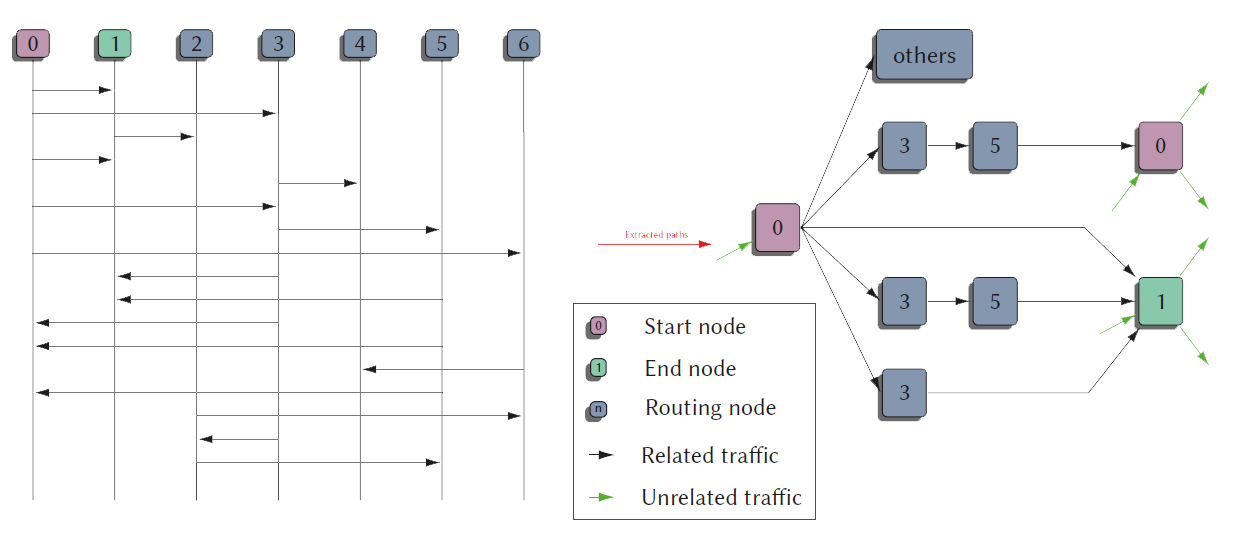 0 1 2 3 4 5 6
others
3 5 0
0
Extracted paths
3 5 1
3
0 Start node
1 End node
n Routing node
Related traffic
Unrelated traffic